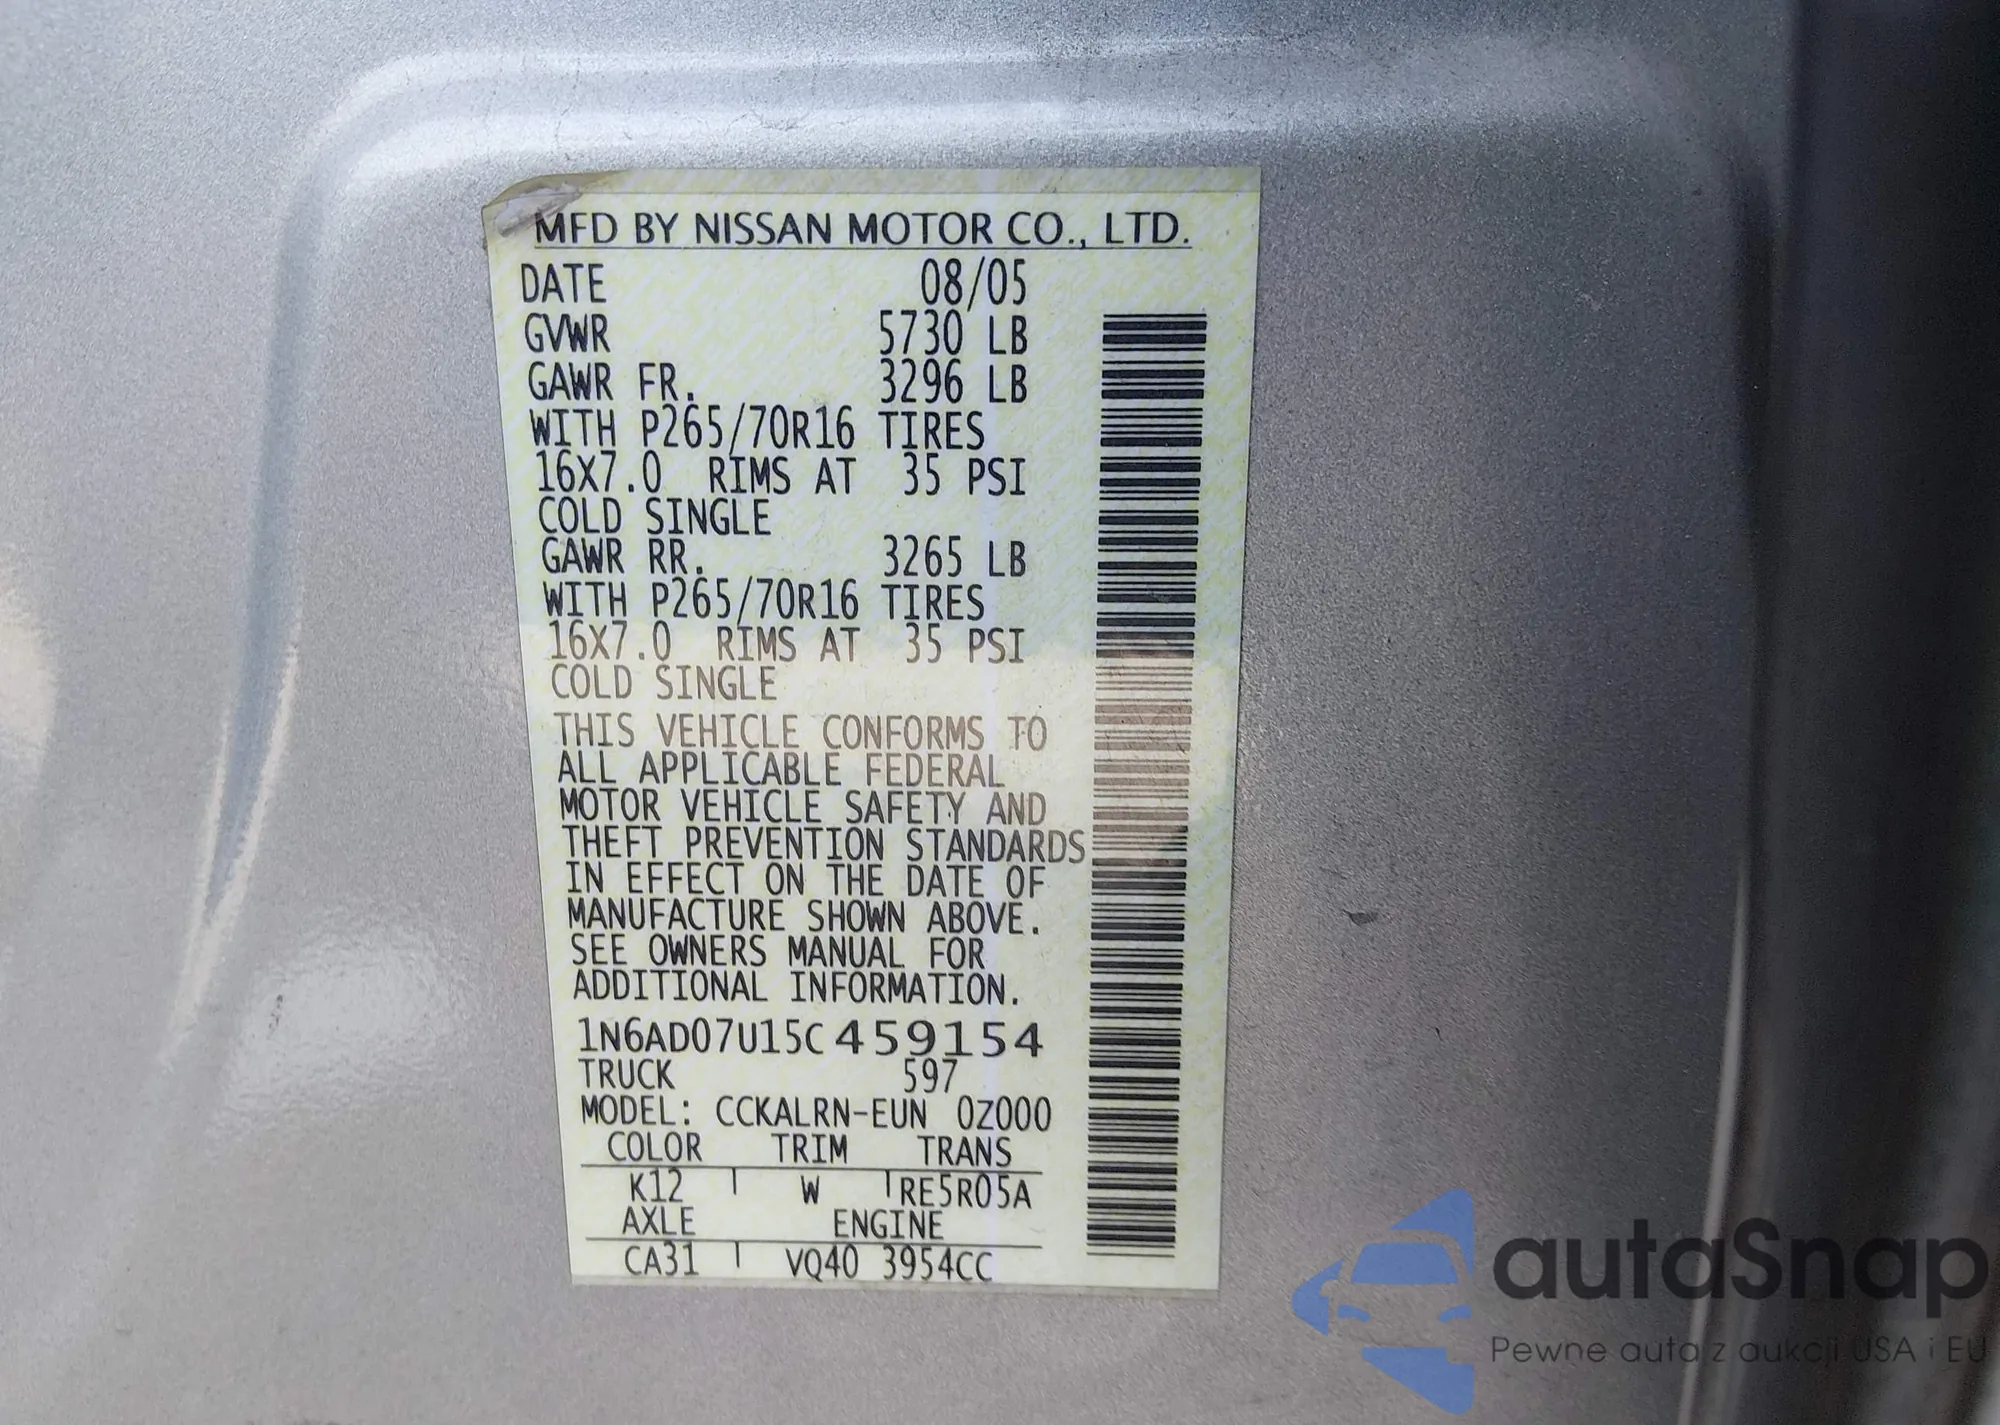 MFD BY NISSAN MOTOR CO., LTD.
DATE 08/05
GVWR 5730 LB
GAWR FR. 3296 LB
WITH P265/70R16 TIRES
16X7.0 RIMS AT 35 PSI
COLD SINGLE
GAWR RR. 3265 LB
WITH P265/70R16 TIRES
16X7.0 RIMS AT 35 PSI
COLD SINGLE
THIS VEHICLE CONFORMS TO
ALL APPLICABLE FEDERAL
MOTOR VEHICLE SAFETY AND
THEFT PREVENTION STANDARDS
IN EFFECT ON THE DATE OF
MANUFACTURE SHOWN ABOVE.
SEE OWNERS MANUAL FOR
ADDITIONAL INFORMATION.
1N6AD07U15C459154
TRUCK 597
MODEL: CCKALRN-EUN 0Z000
COLOR TRIM TRANS
K12 W RE5R05A
AXLE ENGINE
CA31 VQ40 3954CC
autaSnap
Pewne auta z aukcji USA i EU